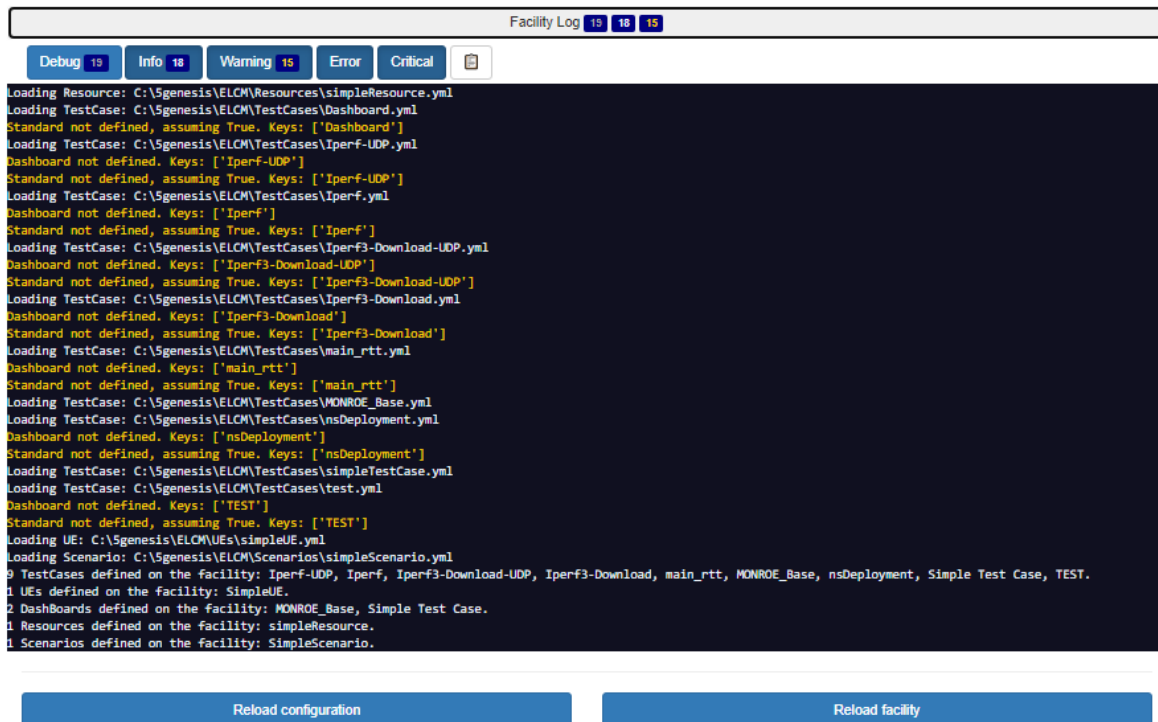 Facility Log 19 18 15
Debug 19 Info 18 Warning 15 Error Critical
Loading Resource: C:\5genesis\ELCM\Resources\simpleResource.yml
Loading TestCase: C:\5genesis\ELCM\TestCases\Dashboard.yml
Standard not defined, assuming True. Keys: ['Dashboard']
Loading TestCase: C:\5genesis\ELCM\TestCases\Iperf-UDP.yml
Dashboard not defined. Keys: ['Iperf-UDP']
Standard not defined, assuming True. Keys: ['Iperf-UDP']
Loading TestCase: C:\5genesis\ELCM\TestCases\Iperf.yml
Dashboard not defined. Keys: ['Iperf']
Standard not defined, assuming True. Keys: ['Iperf']
Loading TestCase: C:\5genesis\ELCM\TestCases\Iperf3-Download-UDP.yml
Dashboard not defined. Keys: ['Iperf3-Download-UDP']
Standard not defined, assuming True. Keys: ['Iperf3-Download-UDP']
Loading TestCase: C:\5genesis\ELCM\TestCases\Iperf3-Download.yml
Dashboard not defined. Keys: ['Iperf3-Download']
Standard not defined, assuming True. Keys: ['Iperf3-Download']
Loading TestCase: C:\5genesis\ELCM\TestCases\main_rtt.yml
Dashboard not defined. Keys: ['main_rtt']
Standard not defined, assuming True. Keys: ['main_rtt']
Loading TestCase: C:\5genesis\ELCM\TestCases\MONROE_Base.yml
Loading TestCase: C:\5genesis\ELCM\TestCases\nsDeployment.yml
Dashboard not defined. Keys: ['nsDeployment']
Standard not defined, assuming True. Keys: ['nsDeployment']
Loading TestCase: C:\5genesis\ELCM\TestCases\simpleTestCase.yml
Loading TestCase: C:\5genesis\ELCM\TestCases\test.yml
Dashboard not defined. Keys: ['TEST']
Standard not defined, assuming True. Keys: ['TEST']
Loading UE: C:\5genesis\ELCM\UEs\simpleUE.yml
Loading Scenario: C:\5genesis\ELCM\Scenarios\simpleScenario.yml
9 TestCases defined on the facility: Iperf-UDP, Iperf, Iperf3-Download-UDP, Iperf3-Download, main_rtt, MONROE_Base, nsDeployment, Simple Test Case, TEST.
1 UEs defined on the facility: SimpleUE.
2 DashBoards defined on the facility: MONROE_Base, Simple Test Case.
1 Resources defined on the facility: simpleResource.
1 Scenarios defined on the facility: SimpleScenario.
Reload configuration Reload facility